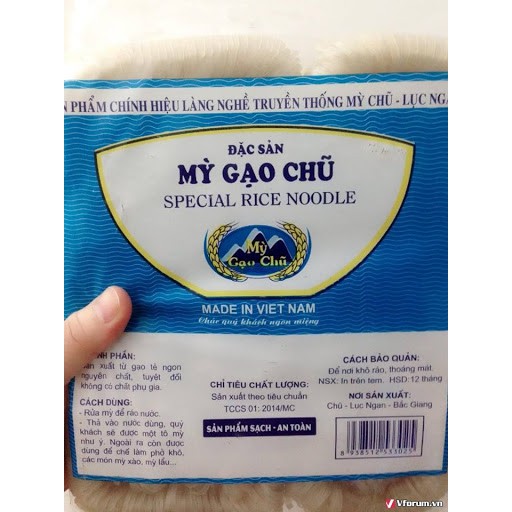 N PHẨM CHÍNH HIỆU LÀNG NGHỀ TRUYỀN THỐNG MỲ CHŨ - LỤC NGA
ĐẶC SẢN
MỲ GẠO CHŨ
SPECIAL RICE NOODLE
Mỳ
Gạo Chũ
MADE IN VIET NAM
Chúc quý khách ngon miệng
NH PHẦN:
ản xuất từ gạo tẻ ngon
nguyên chất, tuyệt đối
không có chất phụ gia.
CÁCH DÙNG:
- Rửa mỳ để ráo nước.
- Thả vào nước dùng, quý
khách sẽ được một tô mỳ
như ý. Ngoài ra còn được
dùng để chế làm phở khô,
các món mỳ xào, mỳ lẩu...
CHỈ TIÊU CHẤT LƯỢNG:
Sản xuất theo tiêu chuẩn
TCCS 01: 2014/MC
SẢN PHẨM SẠCH - AN TOÀN
CÁCH BẢO QUẢN:
Để nơi khô ráo, thoáng mát.
NSX: In trên tem. HSD:12 tháng
NƠI SẢN XUẤT:
Chũ - Lục Ngạn - Bắc Giang
8 938512 533025
Vforum.vn